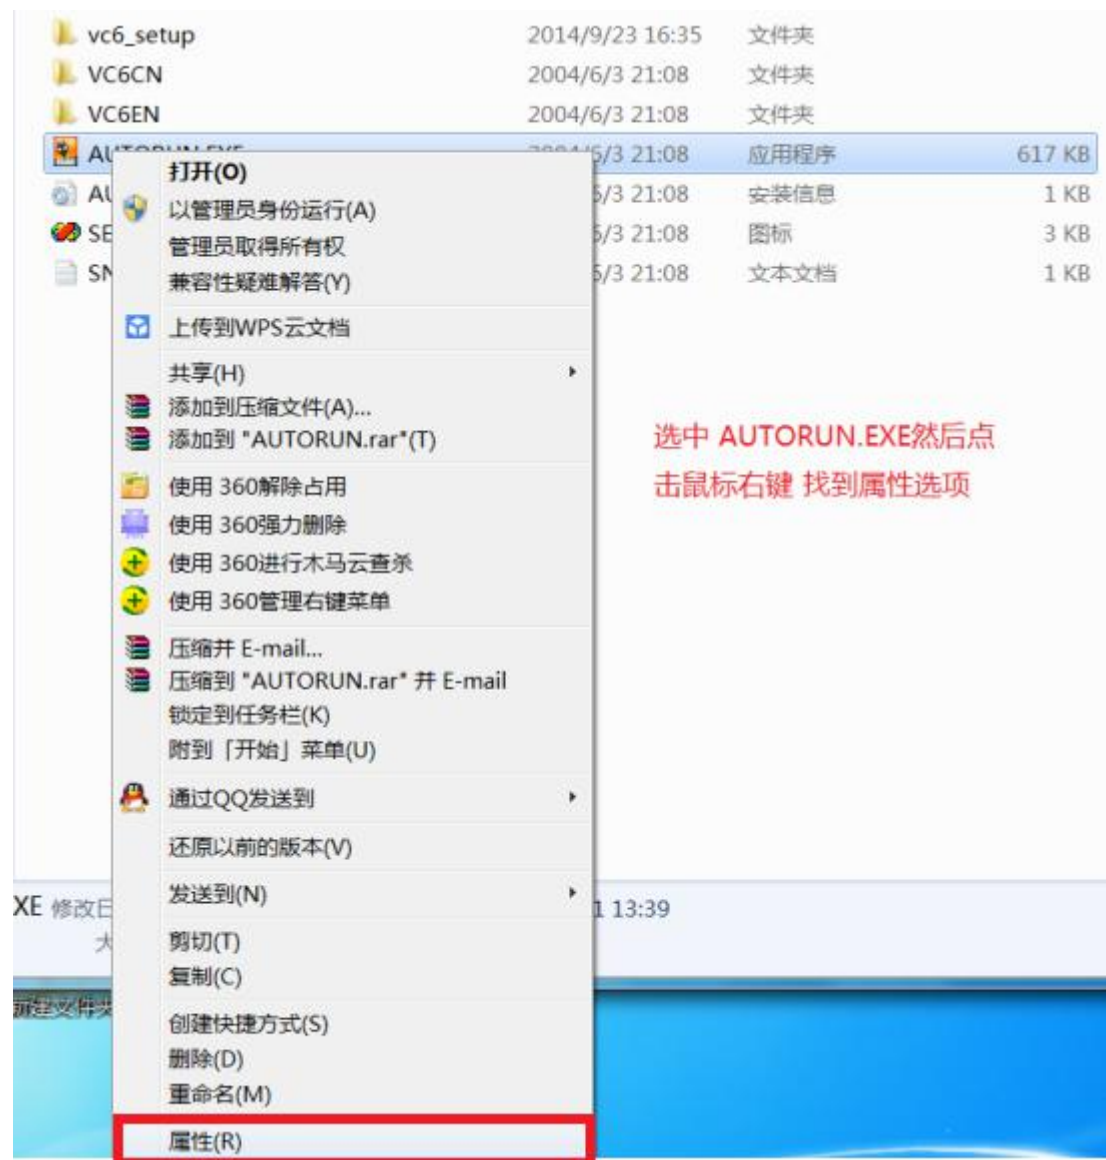 vc6_setup 2014/9/23 16:35 文件夹
VC6CN 2004/6/3 21:08 文件夹
VC6EN 2004/6/3 21:08 文件夹
21:08 应用程序 617 KB
21:08 安装信息 1 KB
21:08 图标 3 KB
21:08 文本文档 1 KB
打开(O)
以管理员身份运行(A)
管理员取得所有权
兼容性疑难解答(Y)
上传到WPS云文档
共享(H)
添加到压缩文件(A)...
添加到 "AUTORUN.rar"(T)
使用 360解除占用
使用 360强力删除
使用 360进行木马云查杀
使用 360管理右键菜单
压缩并 E-mail...
压缩到 "AUTORUN.rar" 并 E-mail
锁定到任务栏(K)
附到「开始」菜单(U)
通过QQ发送到
还原以前的版本(V)
发送到(N)
剪切(T)
复制(C)
创建快捷方式(S)
删除(D)
重命名(M)
属性(R)
选中 AUTORUN.EXE然后点
击鼠标右键 找到属性选项
XE 修改日 1 13:39
大
新建文件夹